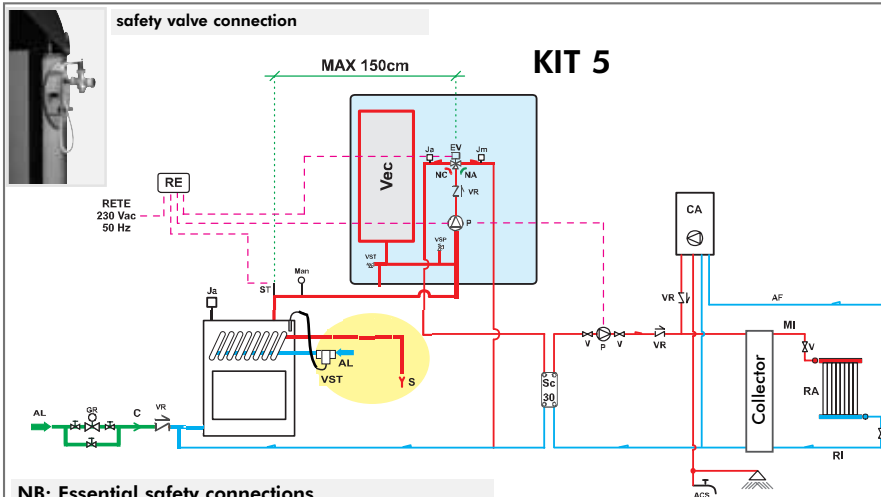 safety valve connection
KIT 5
MAX 150cm
Vec
Ja
EV
Jm
NC
NA
VR
P
VST
VSP
RE
RETE
230 Vac
50 Hz
ST
Man
Ja
AL
VST
S
AL
GR
C
VR
Sc
30
V
P
V
VR
VR
CA
AF
MI
V
Collector
RA
RI
V
ACS
NB: Essential safety connections